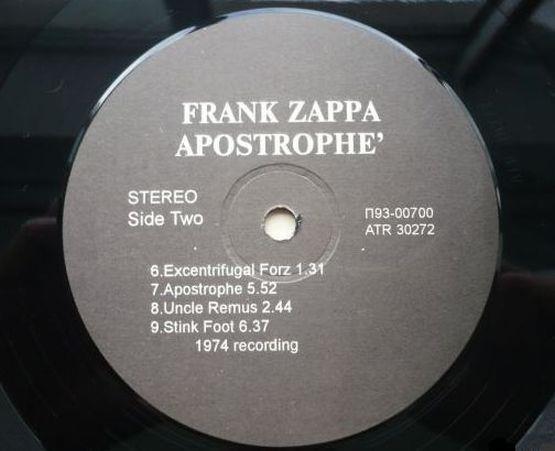 FRANK ZAPPA
APOSTROPHE’
STEREO
Side Two
П93-00700
ATR 30272
6.Excentrifugal Forz 1.31
7.Apostrophe 5.52
8.Uncle Remus 2.44
9.Stink Foot 6.37
1974 recording